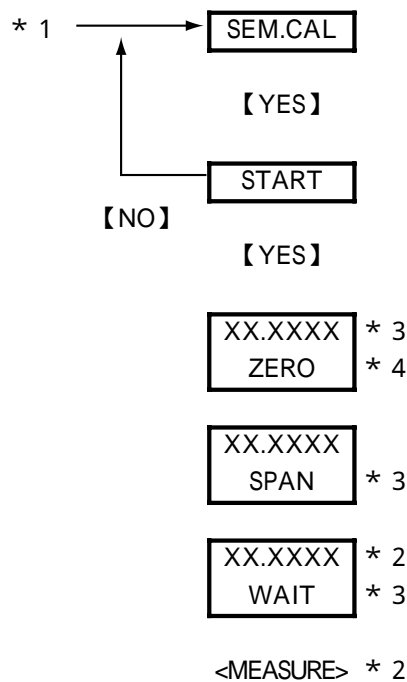 * 1 SEM.CAL
【YES】
START
【NO】
【YES】
XX.XXXX * 3
ZERO * 4
XX.XXXX
SPAN * 3
XX.XXXX * 2
WAIT * 3
<MEASURE> * 2